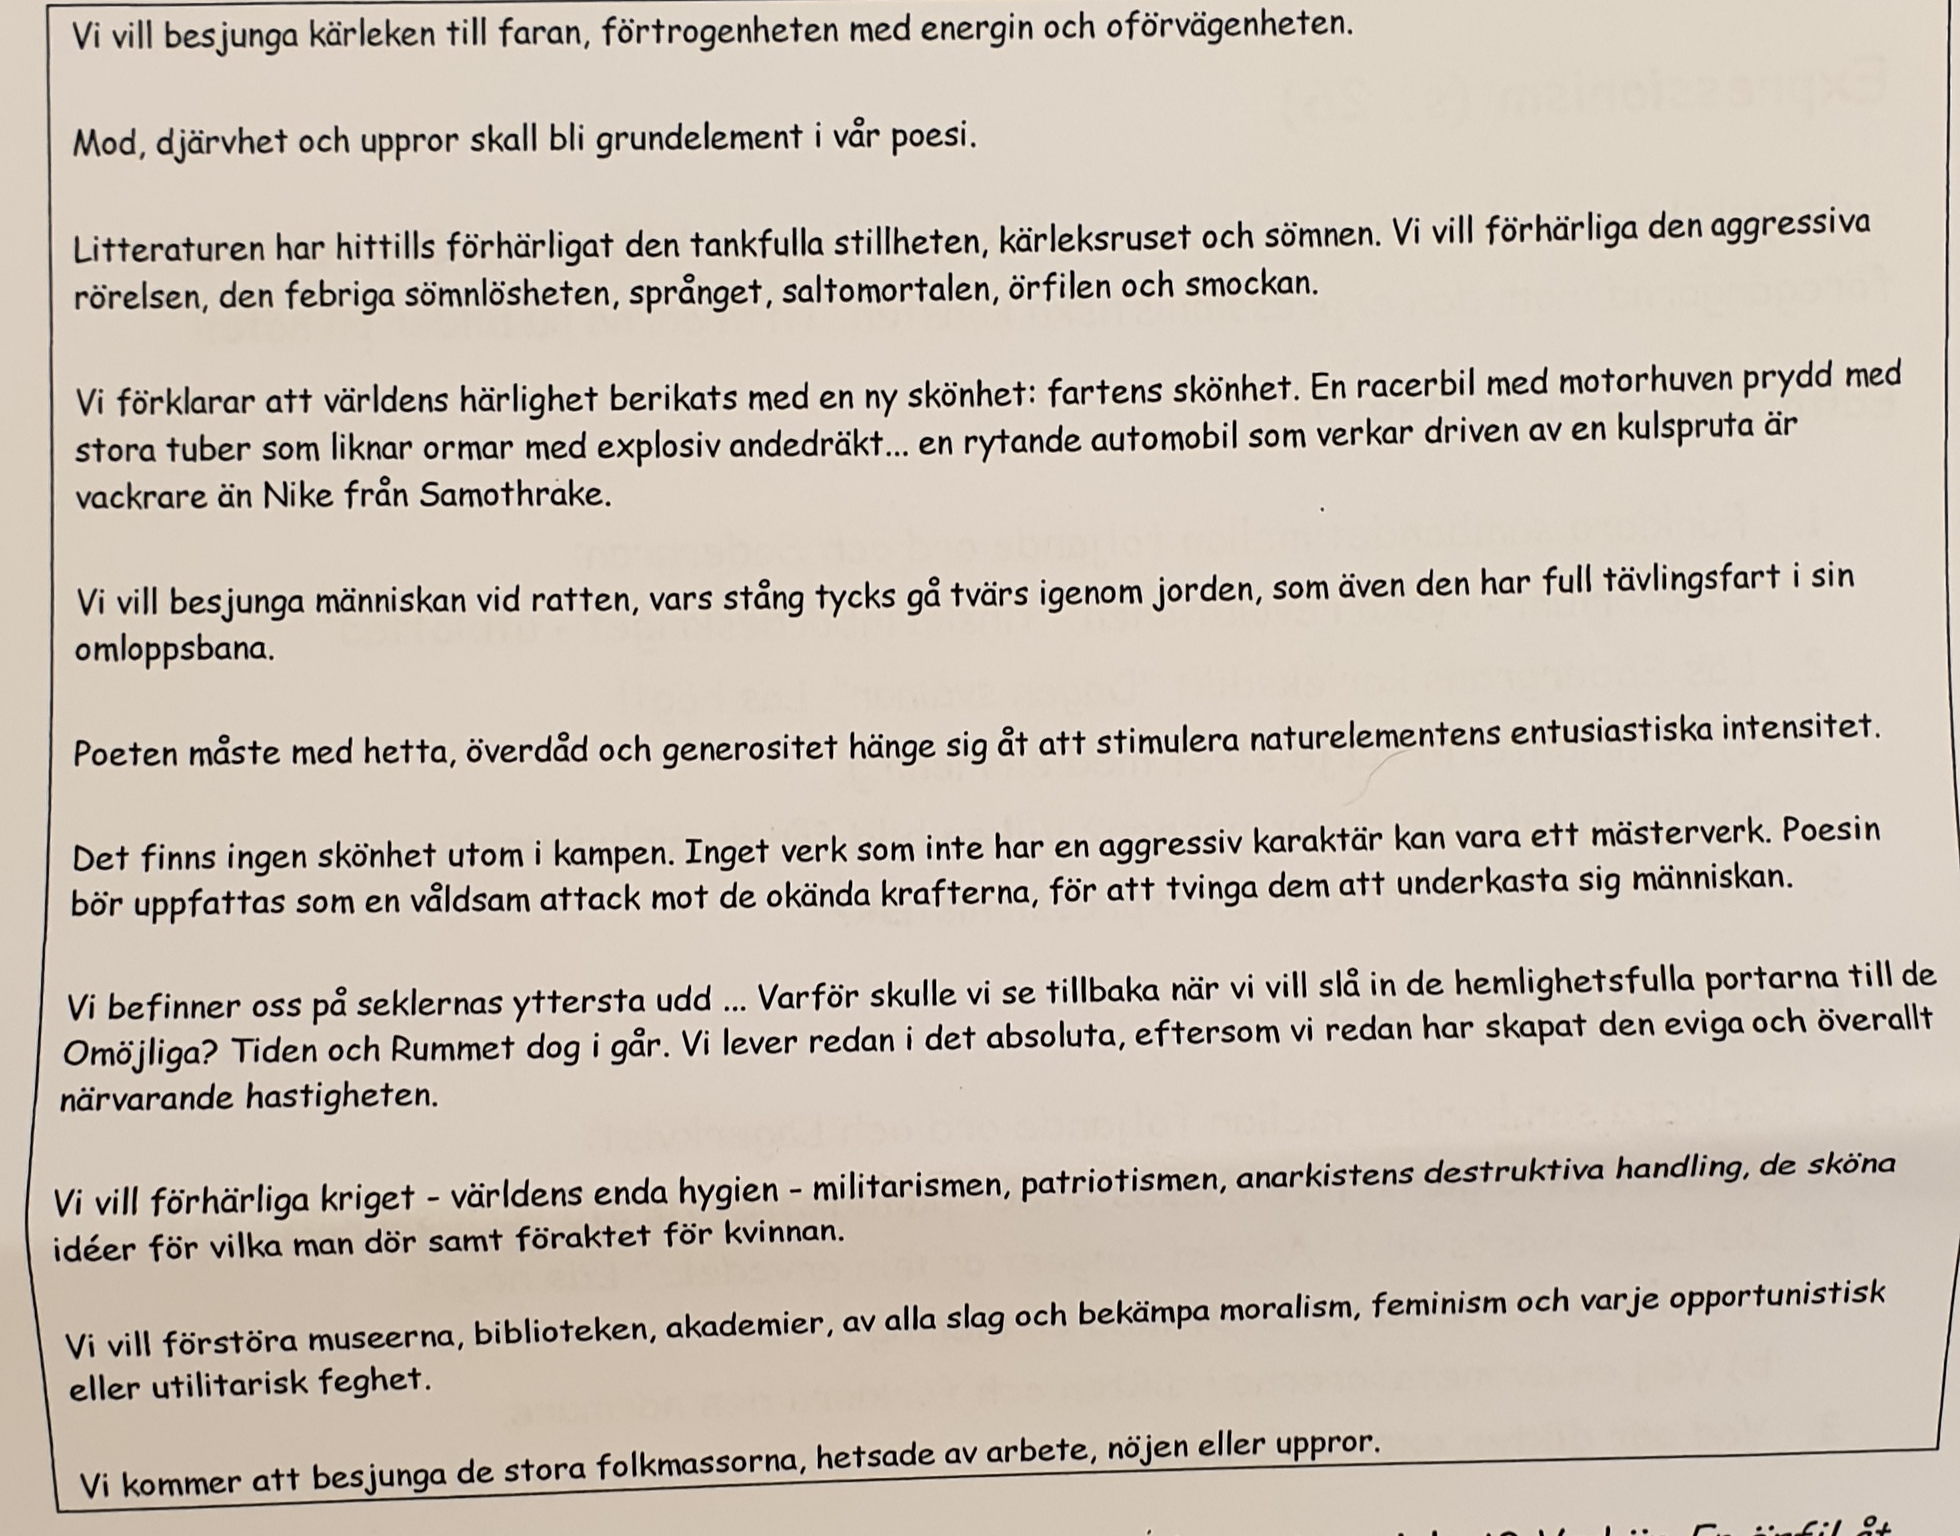 Vi vill besjunga kärleken till faran, förtrogenheten med energin och oförvägenheten.
Mod, djärvhet och uppror skall bli grundelement i vår poesi.
Litteraturen har hittills förhärligat den tankfulla stillheten, kärleksruset och sömnen. Vi vill förhärliga den aggressiva
rörelsen, den febriga sömnlösheten, språnget, saltomortalen, örfilen och smockan.
Vi förklarar att världens härlighet berikats med en ny skönhet: fartens skönhet. En racerbil med motorhuven prydd med
stora tuber som liknar ormar med explosiv andedräkt... en rytande automobil som verkar driven av en kulspruta är
vackrare än Nike från Samothrake.
Vi vill besjunga människan vid ratten, vars stång tycks gå tvärs igenom jorden, som även den har full tävlingsfart i sin
omloppsbana.
Poeten måste med hetta, överdåd och generositet hänge sig åt att stimulera naturelementens entusiastiska intensitet.
Det finns ingen skönhet utom i kampen. Inget verk som inte har en aggressiv karaktär kan vara ett mästerverk. Poesin
bör uppfattas som en våldsam attack mot de okända krafterna, för att tvinga dem att underkasta sig människan.
Vi befinner oss på seklernas yttersta udd ... Varför skulle vi se tillbaka när vi vill slå in de hemlighetsfulla portarna till de
Omöjliga? Tiden och Rummet dog i går. Vi lever redan i det absoluta, eftersom vi redan har skapat den eviga och överallt
närvarande hastigheten.
Vi vill förhärliga kriget - världens enda hygien - militarismen, patriotismen, anarkistens destruktiva handling, de sköna
idéer för vilka man dör samt föraktet för kvinnan.
Vi vill förstöra museerna, biblioteken, akademier, av alla slag och bekämpa moralism, feminism och varje opportunistisk
eller utilitarisk feghet.
Vi kommer att besjunga de stora folkmassorna, hetsade av arbete, nöjen eller uppror.